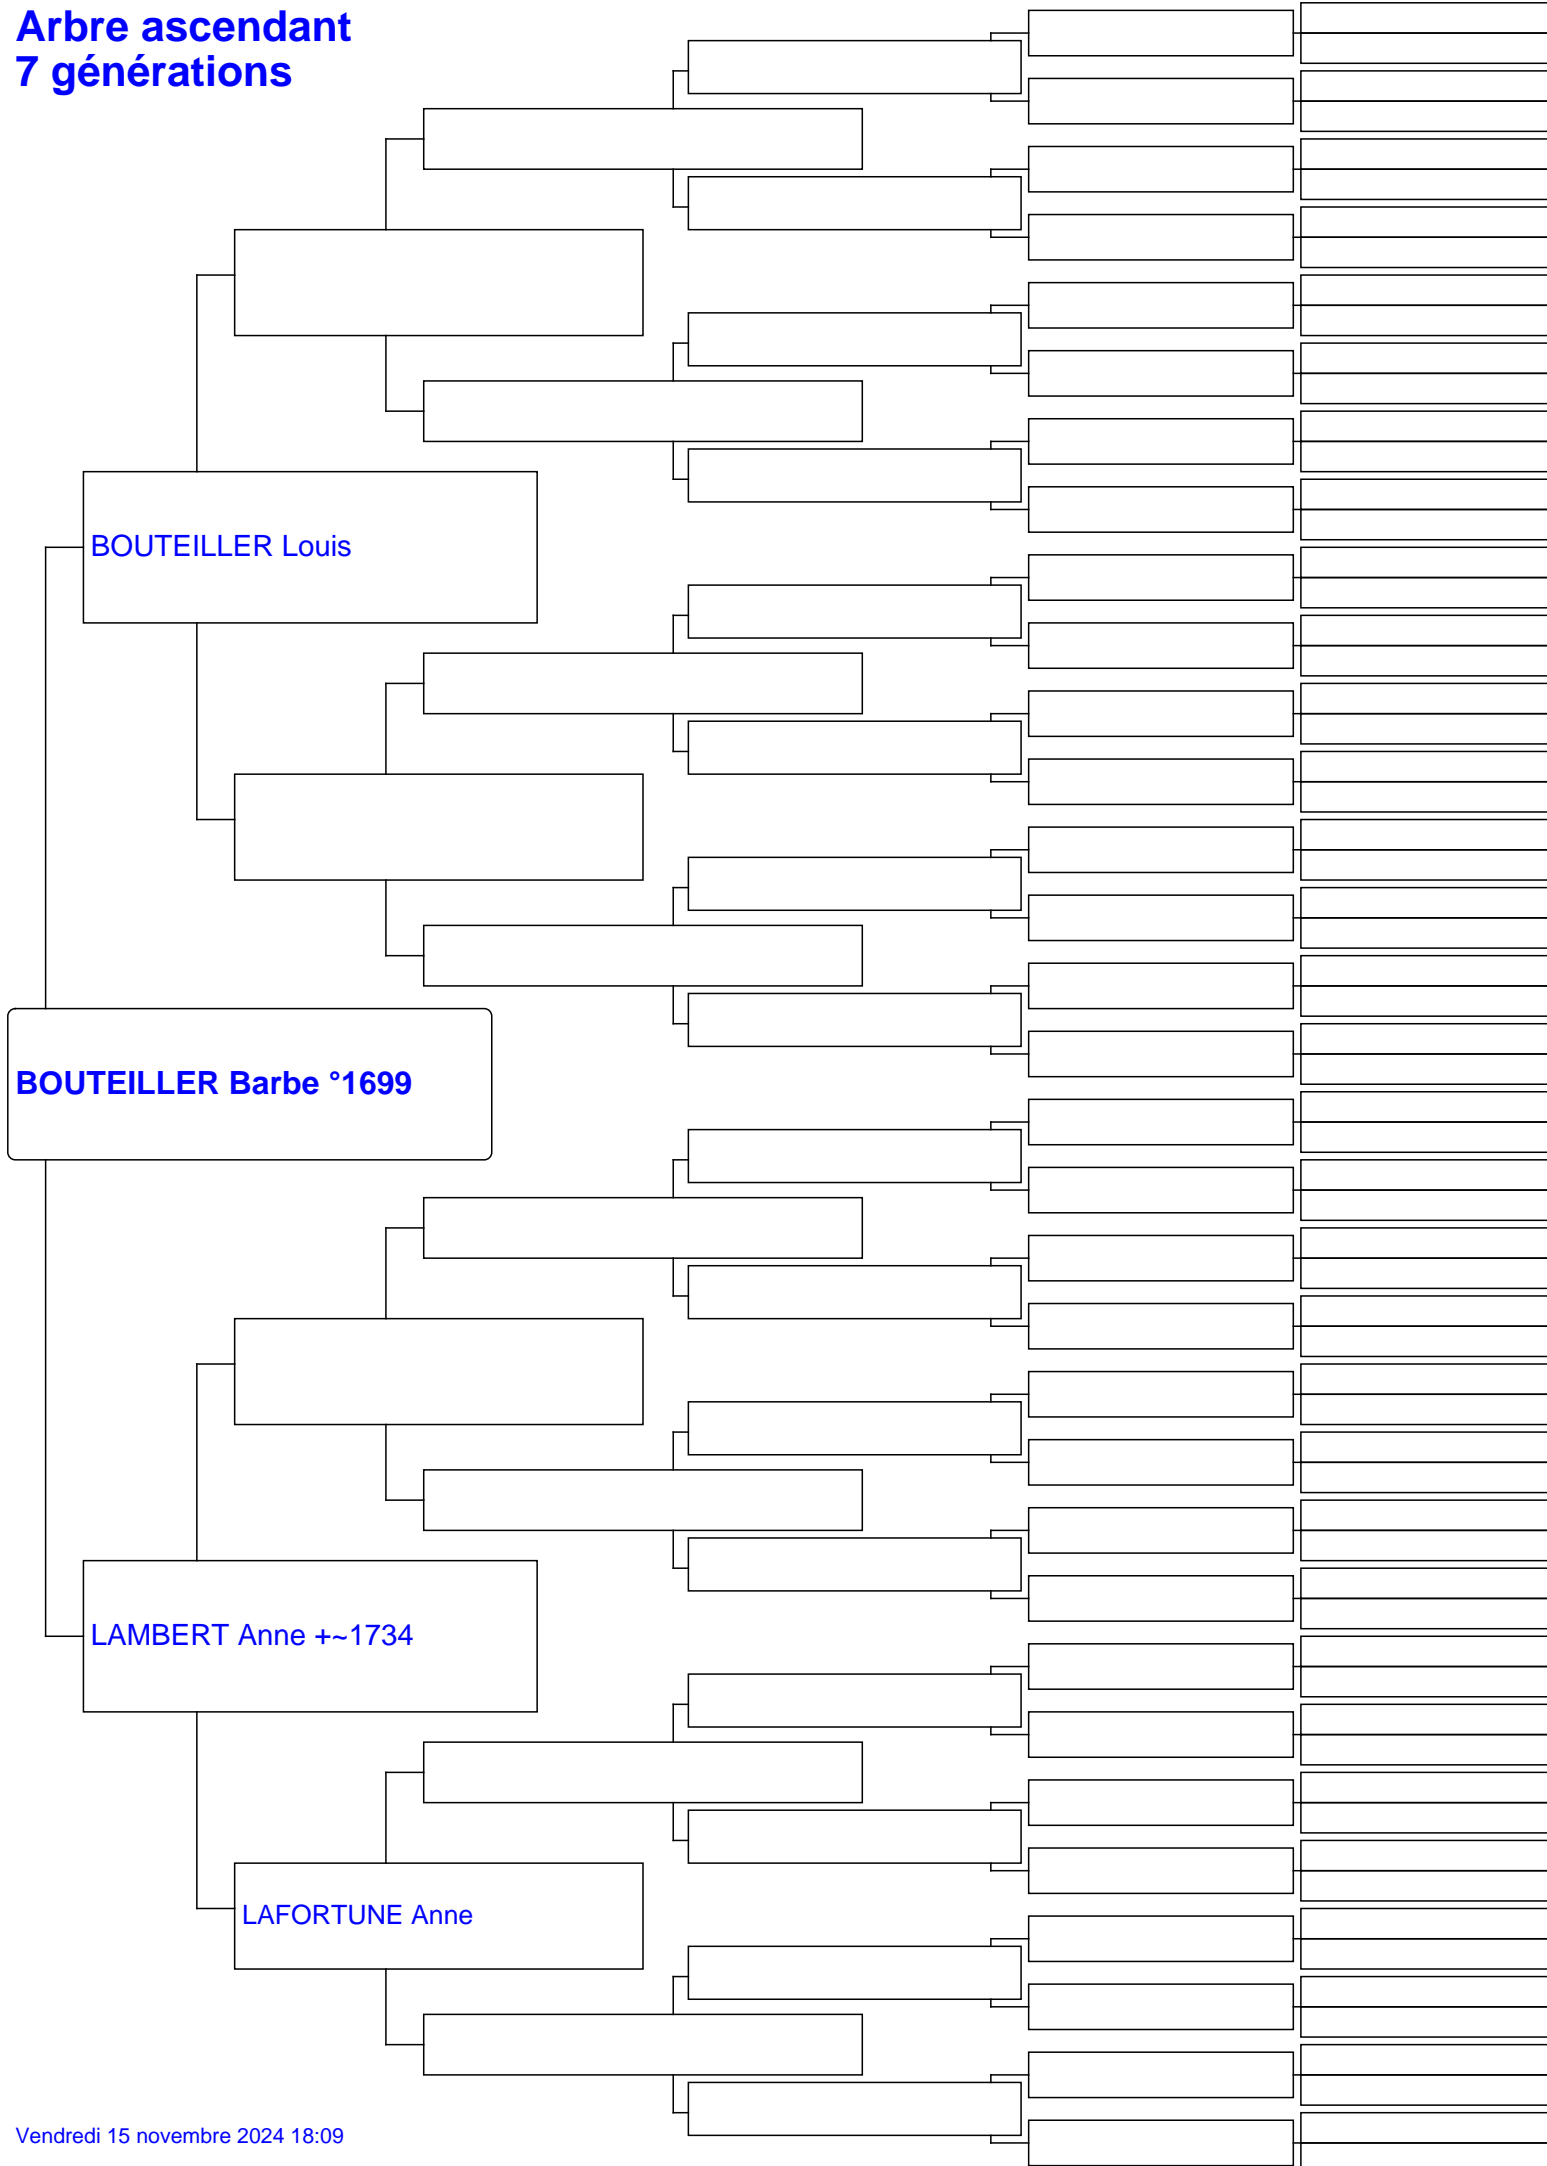 Arbre ascendant
7 générations
BOUTEILLER Louis
BOUTEILLER Barbe °1699
LAMBERT Anne +~1734
LAFORTUNE Anne
Vendredi 15 novembre 2024 18:09